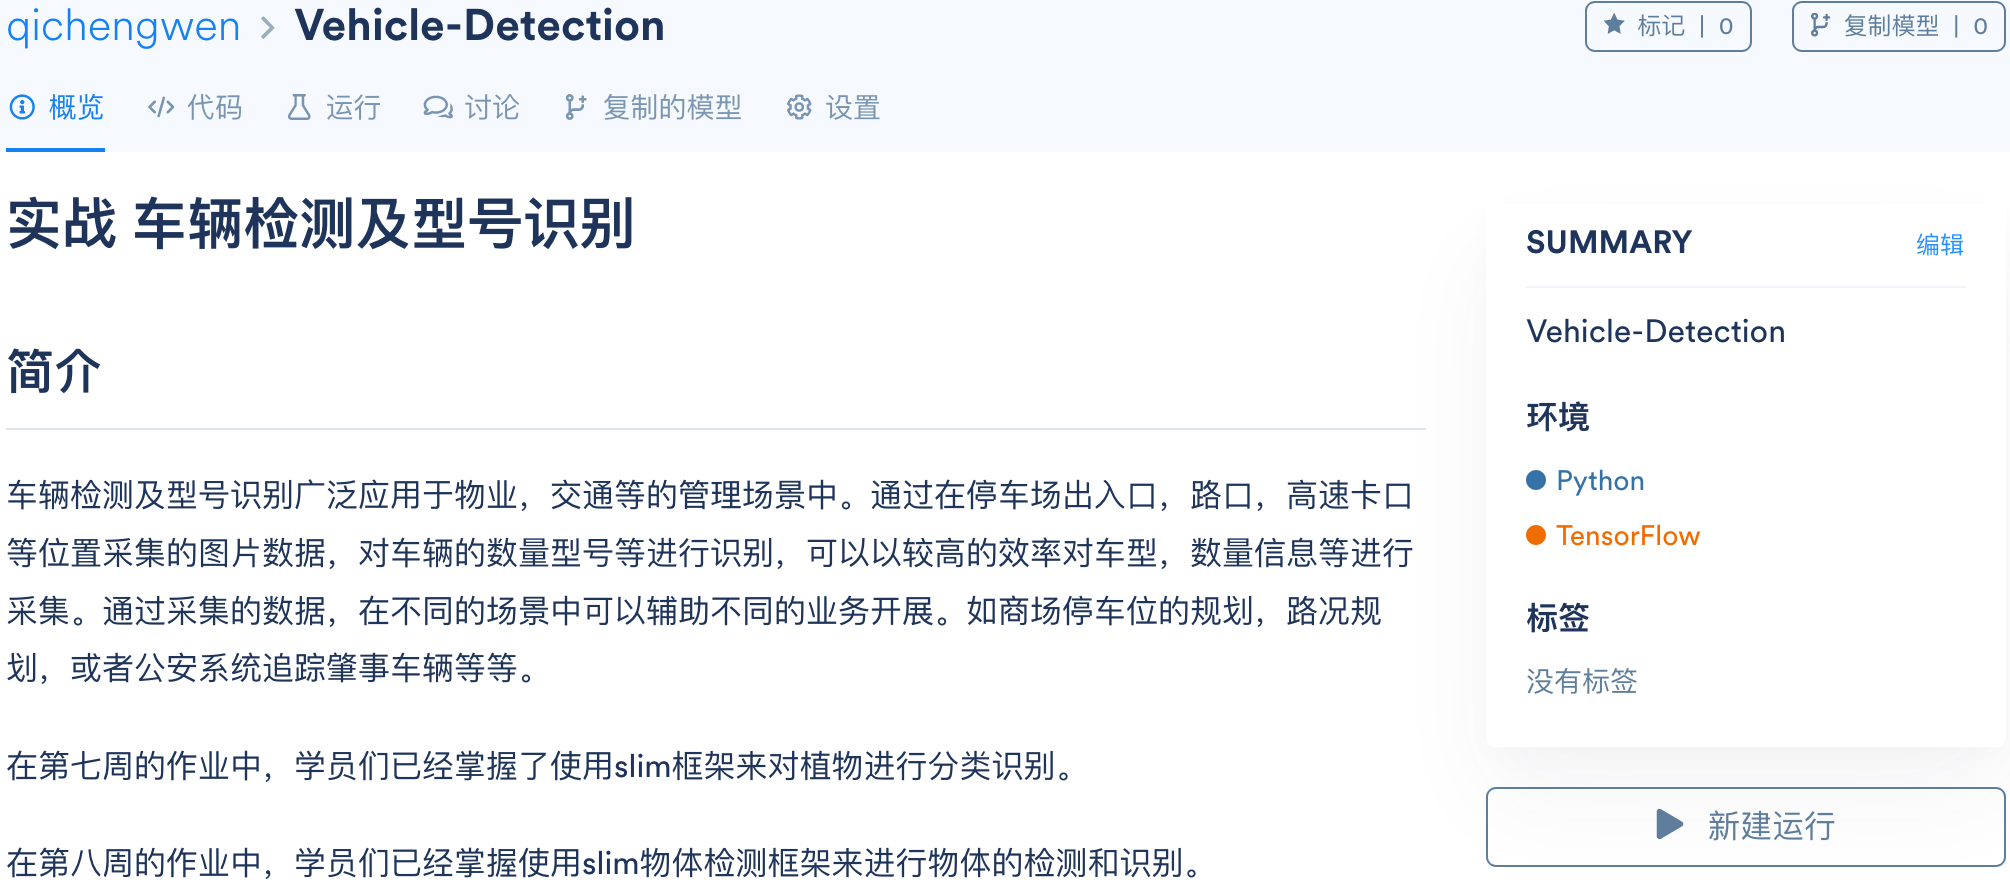 qichengwen > Vehicle-Detection
标记 | 0
复制模型 | 0
概览
代码
运行
讨论
复制的模型
设置
实战 车辆检测及型号识别
简介
车辆检测及型号识别广泛应用于物业，交通等的管理场景中。通过在停车场出入口，路口，高速卡口
等位置采集的图片数据，对车辆的数量型号等进行识别，可以以较高的效率对车型，数量信息等进行
采集。通过采集的数据，在不同的场景中可以辅助不同的业务开展。如商场停车位的规划，路况规
划，或者公安系统追踪肇事车辆等等。
在第七周的作业中，学员们已经掌握了使用slim框架来对植物进行分类识别。
在第八周的作业中，学员们已经掌握使用slim物体检测框架来进行物体的检测和识别。
SUMMARY
编辑
Vehicle-Detection
环境
Python
TensorFlow
标签
没有标签
新建运行